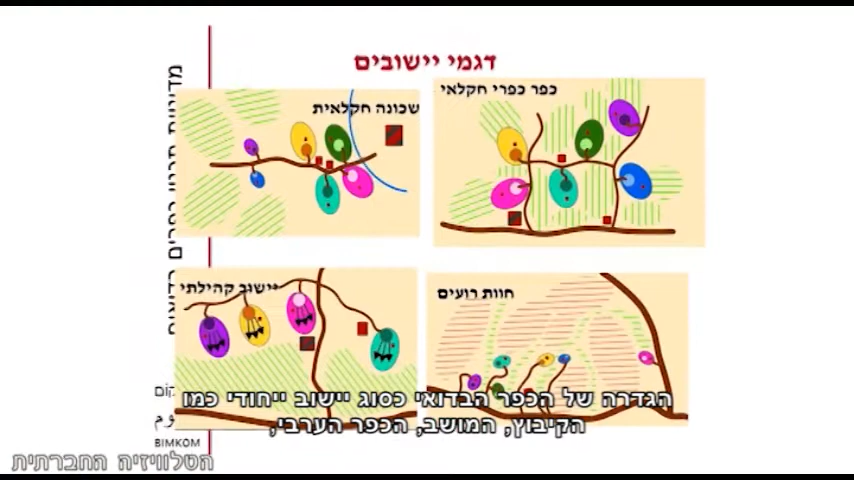 דגמי יישובים
כפר כפרי חקלאי
שכונה חקלאית
יישוב קהילתי
חוות רועים
הגדרה של הכפר הבדואי כסוג יישוב ייחודי כמו
הקיבוץ, המושב, הכפר הערבי,
BIMKOM
הטלוויזיה החברתית